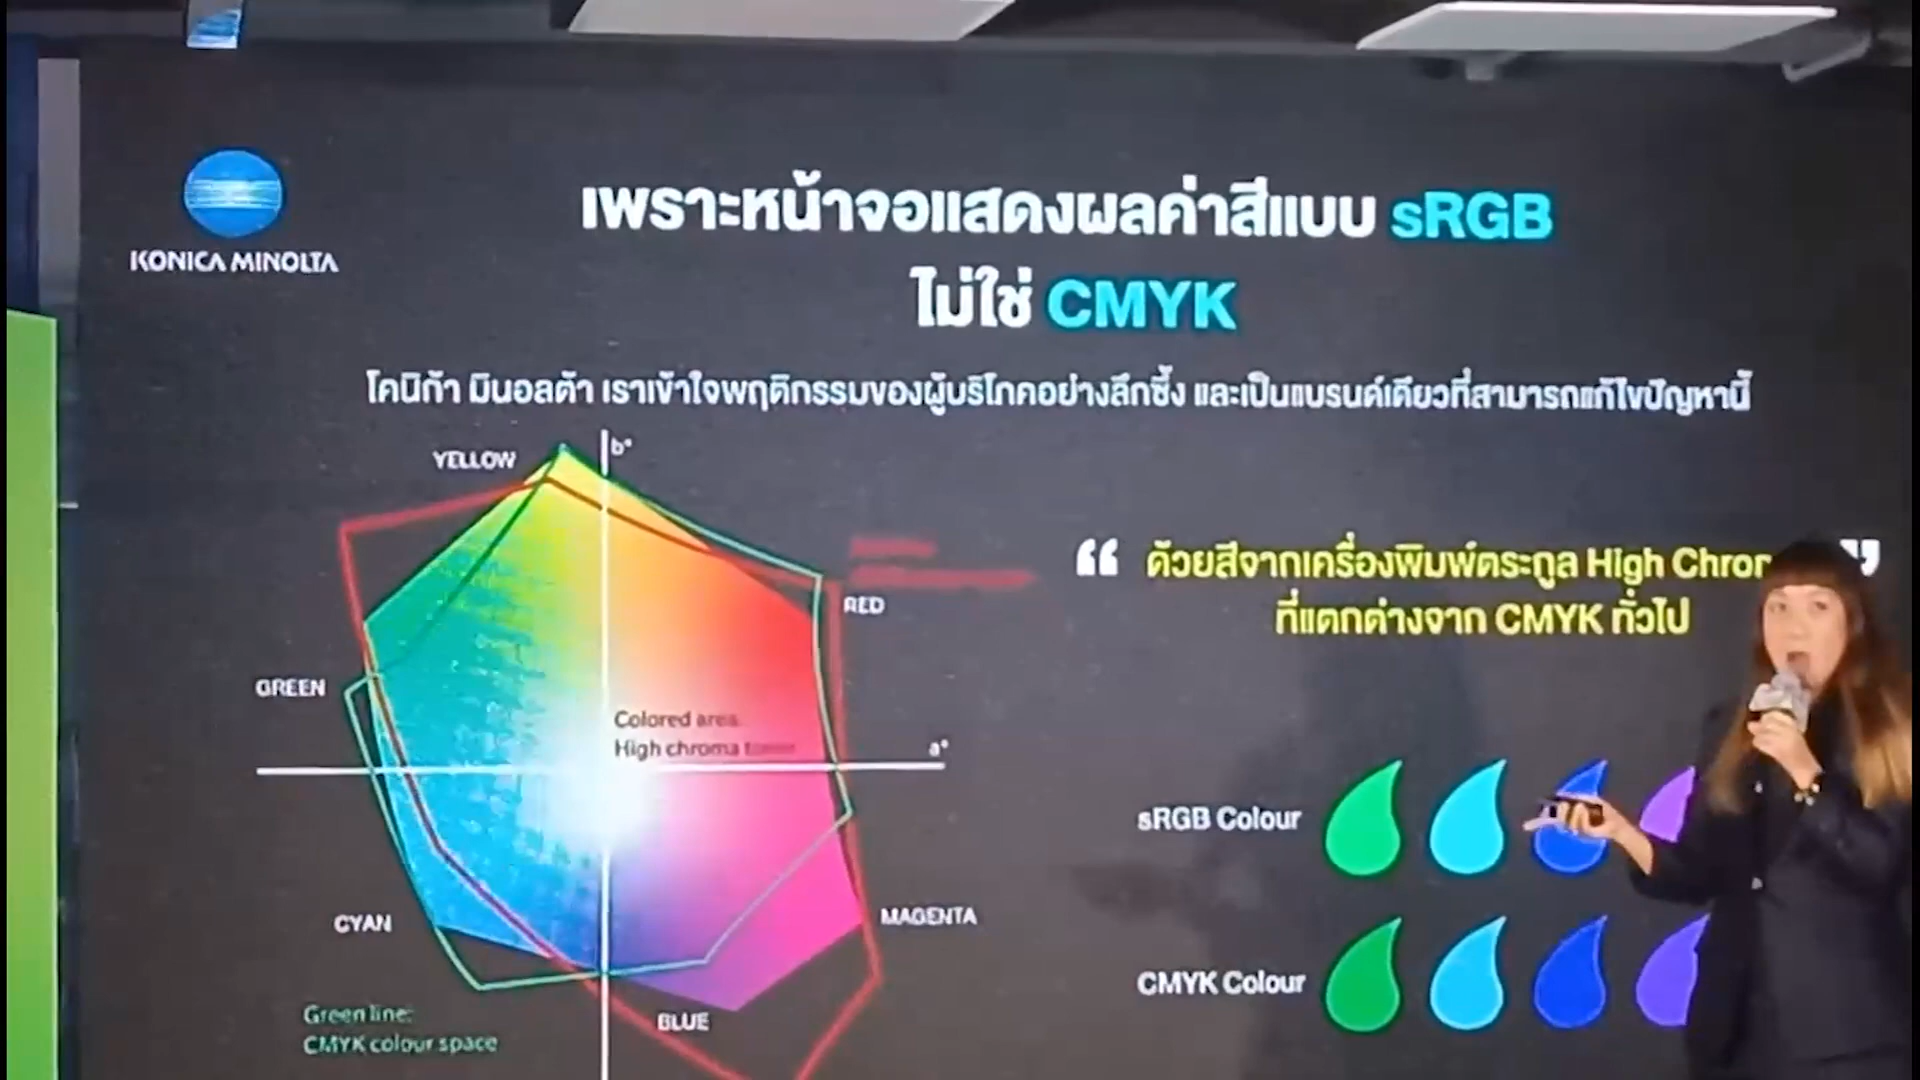 KONICA MINOLTA
เพราะหน้าจอแสดงผลค่าสีแบบ sRGB
ไม่ใช่ CMYK
โคนิก้า มินอลต้า เราเข้าใจพฤติกรรมของผู้บริโภคอย่างลึกซึ้ง และเป็นแบรนด์เดียวที่สามารถแก้ไขปัญหานี้
b*
YELLOW
RED
GREEN
Colored area:
High chroma
a*
CYAN
MAGENTA
BLUE
Green line:
CMYK colour space
“ ด้วยสีจากเครื่องพิมพ์ตระกูล High ”
ที่แตกต่างจาก CMYK ทั่วไป
sRGB Colour
CMYK Colour